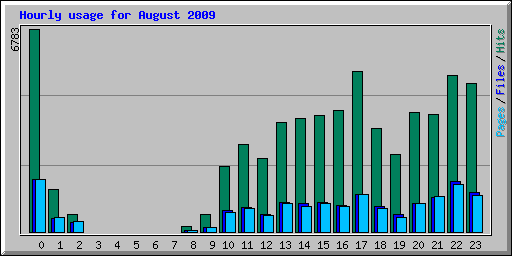 Hourly usage for August 2009
6783
Pages / Files / Hits
0 1 2 3 4 5 6 7 8 9 10 11 12 13 14 15 16 17 18 19 20 21 22 23